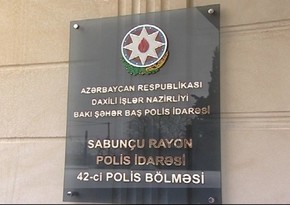 AZƏRBAYCAN RESPUBLİKASI
DAXİLİ İŞLƏR NAZİRLİYİ
BAKI ŞƏHƏR BAŞ POLİS İDARƏSİ
SABUNÇU RAYON
POLİS İDARƏSİ
42-ci POLİS BÖLMƏSİ